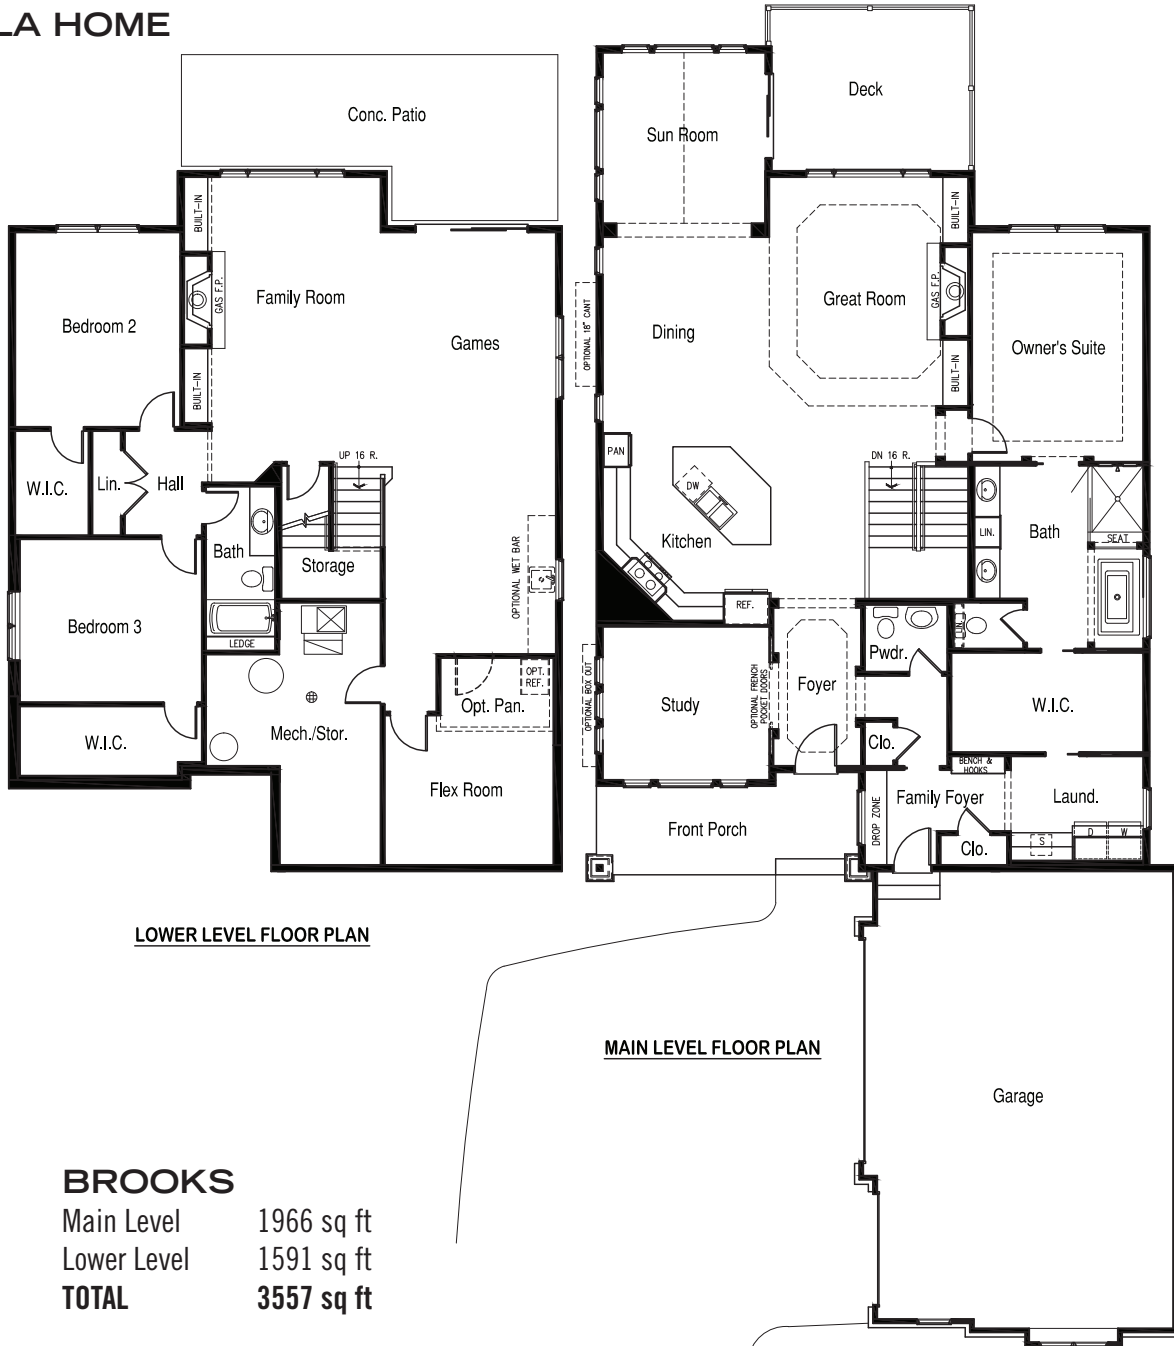 LA HOME
Conc. Patio
BUILT-IN
GAS F.P.
BUILT-IN
Family Room
Games
Bedroom 2
UP 16 R.
W.I.C.
Lin.
Hall
Bath
Storage
OPTIONAL WET BAR
Bedroom 3
LEDGE
OPT.
REF.
Opt. Pan.
Mech./Stor.
W.I.C.
Flex Room
LOWER LEVEL FLOOR PLAN
Deck
Sun Room
BUILT-IN
GAS F.P.
BUILT-IN
Great Room
OPTIONAL 18" CANT
Dining
Owner's Suite
PAN
DW
DN 16 R.
Kitchen
LIN.
Bath
SEAT
REF.
LIN.
Pwdr.
OPTIONAL BOX OUT
Study
OPTIONAL FRENCH
POCKET DOORS
Foyer
W.I.C.
Clo.
BENCH &
HOOKS
DROP ZONE
Family Foyer
Laund.
Front Porch
Clo.
S
D
W
MAIN LEVEL FLOOR PLAN
Garage
BROOKS
Main Level 1966 sq ft
Lower Level 1591 sq ft
TOTAL 3557 sq ft